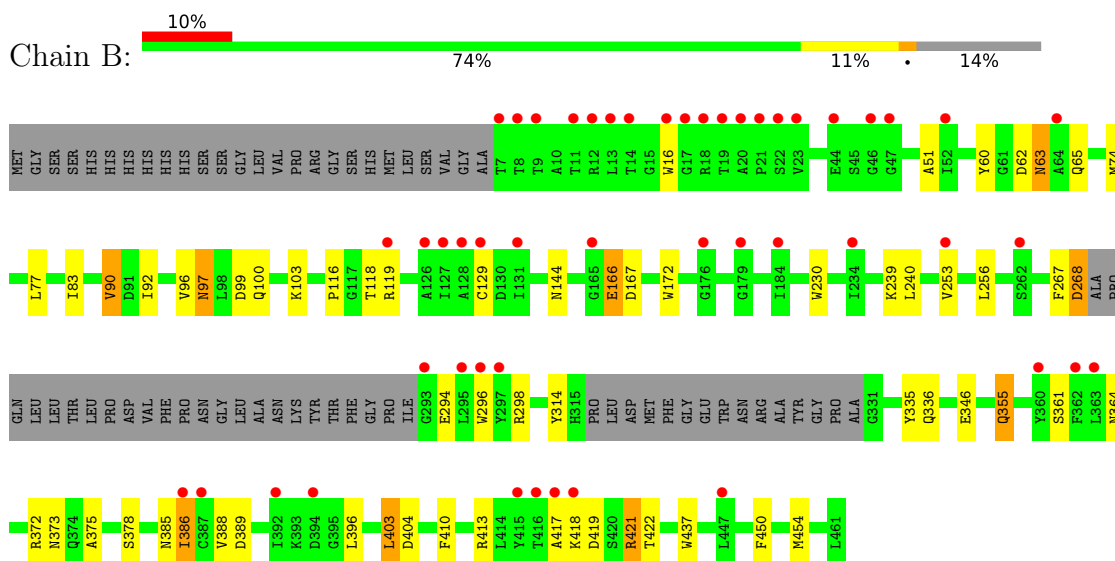 10%
Chain B:
74% 11% • 14%
MET GLY SER SER HIS HIS HIS HIS HIS HIS SER SER GLY LEU VAL PRO ARG GLY SER HIS MET LEU SER VAL GLY ALA T7 T8 T9 A10 T11 R12 L13 T14 G15 W16 G17 R18 T19 A20 P21 S22 V23 E44 S45 G46 G47 A51 I52 Y60 G61 D62 N63 A64 Q65 M74
L77 I83 V90 D91 I92 V96 N97 L98 D99 Q100 K103 P116 G117 T118 R119 A126 I127 A128 C129 D130 I131 N144 G165 E166 D167 W172 G176 G179 I184 W230 I234 K239 L240 V253 L256 S262 F267 D268 ALA PRO
GLN LEU LEU THR LEU PRO ASP VAL PHE PRO ASN GLY LEU ALA ASN LYS TYR THR PHE GLY PRO ILE G293 E294 L295 W296 Y297 R298 Y314 H315 PRO LEU ASP MET PHE GLY GLU TRP ASN ARG ALA TYR GLY PRO ALA G331 Y335 Q336 E346 Q355 Y360 S361 F362 L363 N364
R372 N373 Q374 A375 S378 N385 I386 C387 V388 D389 I392 K393 D394 G395 L396 L403 D404 F410 R413 L414 Y415 T416 A417 K418 D419 S420 R421 T422 W437 L447 F450 M454 L461